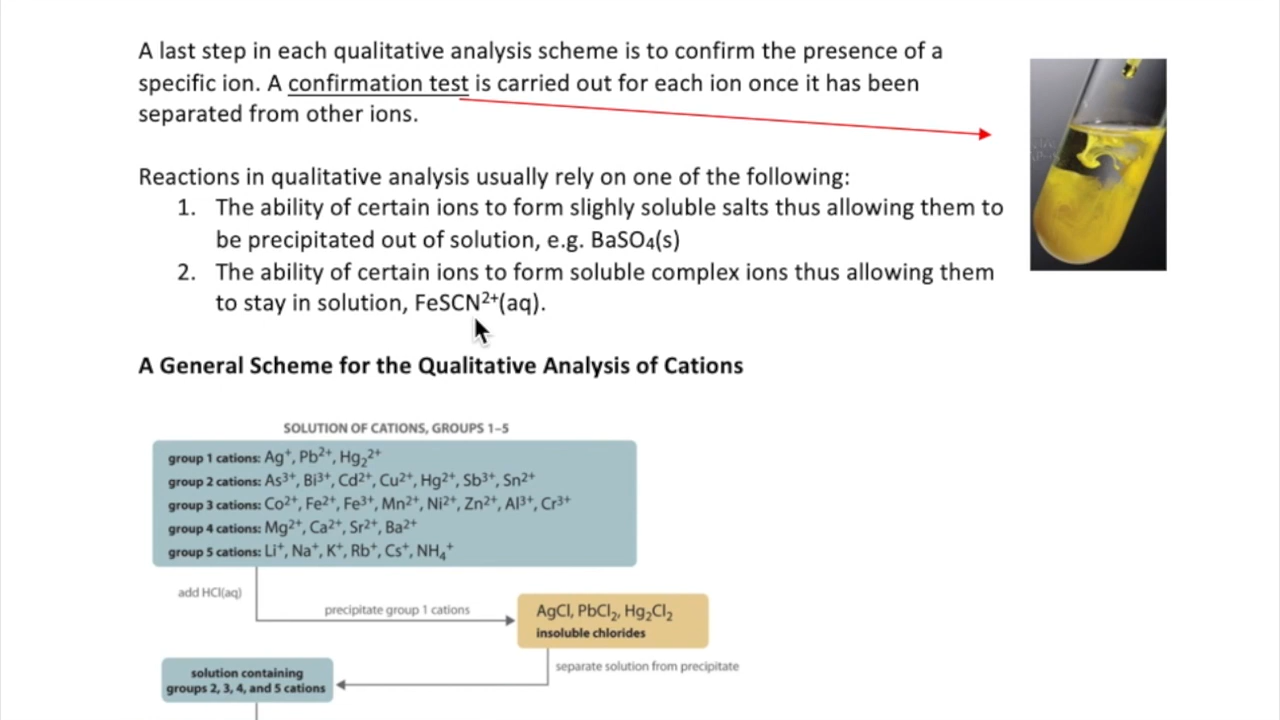 A last step in each qualitative analysis scheme is to confirm the presence of a
specific ion. A confirmation test is carried out for each ion once it has been
separated from other ions.
Reactions in qualitative analysis usually rely on one of the following:
1. The ability of certain ions to form slighly soluble salts thus allowing them to
be precipitated out of solution, e.g. BaSO₄(s)
2. The ability of certain ions to form soluble complex ions thus allowing them
to stay in solution, FeSCN²⁺(aq).
A General Scheme for the Qualitative Analysis of Cations
SOLUTION OF CATIONS, GROUPS 1–5
group 1 cations: Ag⁺, Pb²⁺, Hg₂²⁺
group 2 cations: As³⁺, Bi³⁺, Cd²⁺, Cu²⁺, Hg²⁺, Sb³⁺, Sn²⁺
group 3 cations: Co²⁺, Fe²⁺, Fe³⁺, Mn²⁺, Ni²⁺, Zn²⁺, Al³⁺, Cr³⁺
group 4 cations: Mg²⁺, Ca²⁺, Sr²⁺, Ba²⁺
group 5 cations: Li⁺, Na⁺, K⁺, Rb⁺, Cs⁺, NH₄⁺
add HCl(aq)
precipitate group 1 cations
AgCl, PbCl₂, Hg₂Cl₂
insoluble chlorides
separate solution from precipitate
solution containing
groups 2, 3, 4, and 5 cations